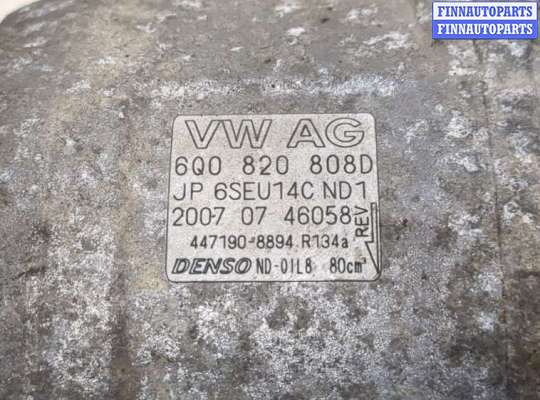 FINNAUTOPARTS
FINNAUTOPARTS
VW AG
6Q0 820 808D
JP 6SEU14C ND1
2007 07 46058
REV
447190-8894 R134a
DENSO ND-OIL8 80cm³